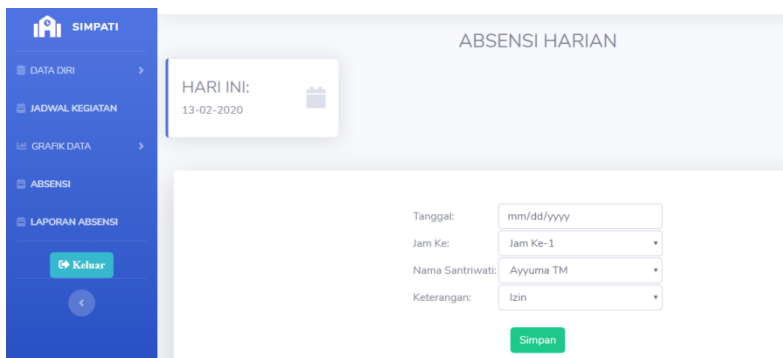 SIMPATI
DATA DIRI
JADWAL KEGIATAN
GRAFIK DATA
ABSENSI
LAPORAN ABSENSI
Keluar
ABSENSI HARIAN
HARI INI:
13-02-2020
Tanggal: mm/dd/yyyy
Jam Ke: Jam Ke-1
Nama Santriwati: Ayyuma TM
Keterangan: Izin
Simpan